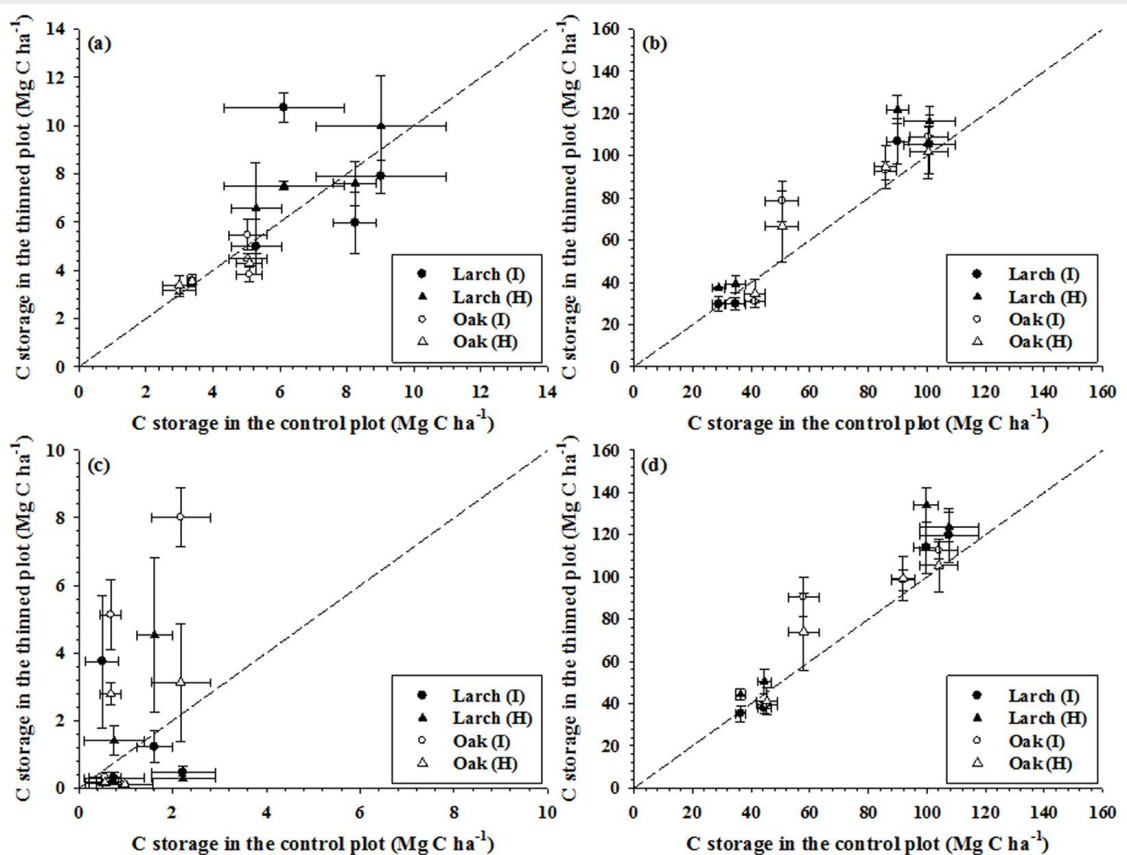 (a)
C storage in the thinned plot (Mg C ha⁻¹)
14
12
10
8
6
4
2
0
Larch (I)
Larch (H)
Oak (I)
Oak (H)
0 2 4 6 8 10 12 14
C storage in the control plot (Mg C ha⁻¹)
(b)
C storage in the thinned plot (Mg C ha⁻¹)
160
140
120
100
80
60
40
20
0
Larch (I)
Larch (H)
Oak (I)
Oak (H)
0 20 40 60 80 100 120 140 160
C storage in the control plot (Mg C ha⁻¹)
(c)
C storage in the thinned plot (Mg C ha⁻¹)
10
8
6
4
2
0
Larch (I)
Larch (H)
Oak (I)
Oak (H)
0 2 4 6 8 10
C storage in the control plot (Mg C ha⁻¹)
(d)
C storage in the thinned plot (Mg C ha⁻¹)
160
140
120
100
80
60
40
20
0
Larch (I)
Larch (H)
Oak (I)
Oak (H)
0 20 40 60 80 100 120 140 160
C storage in the control plot (Mg C ha⁻¹)